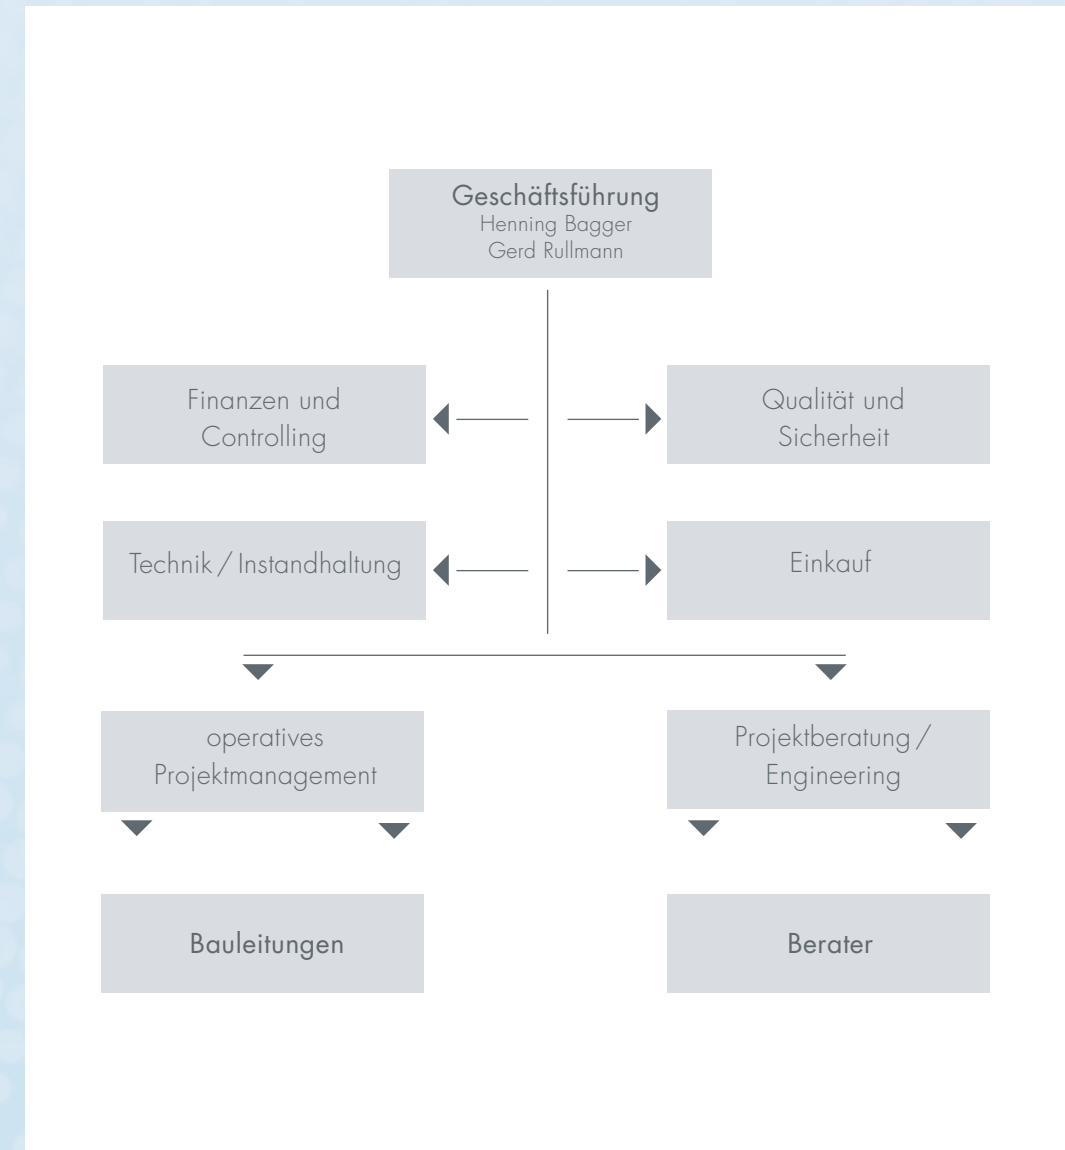 Geschäftsführung
Henning Bagger
Gerd Rullmann
Finanzen und
Controlling
Qualität und
Sicherheit
Technik / Instandhaltung
Einkauf
operatives
Projektmanagement
Projektberatung /
Engineering
Bauleitungen
Berater